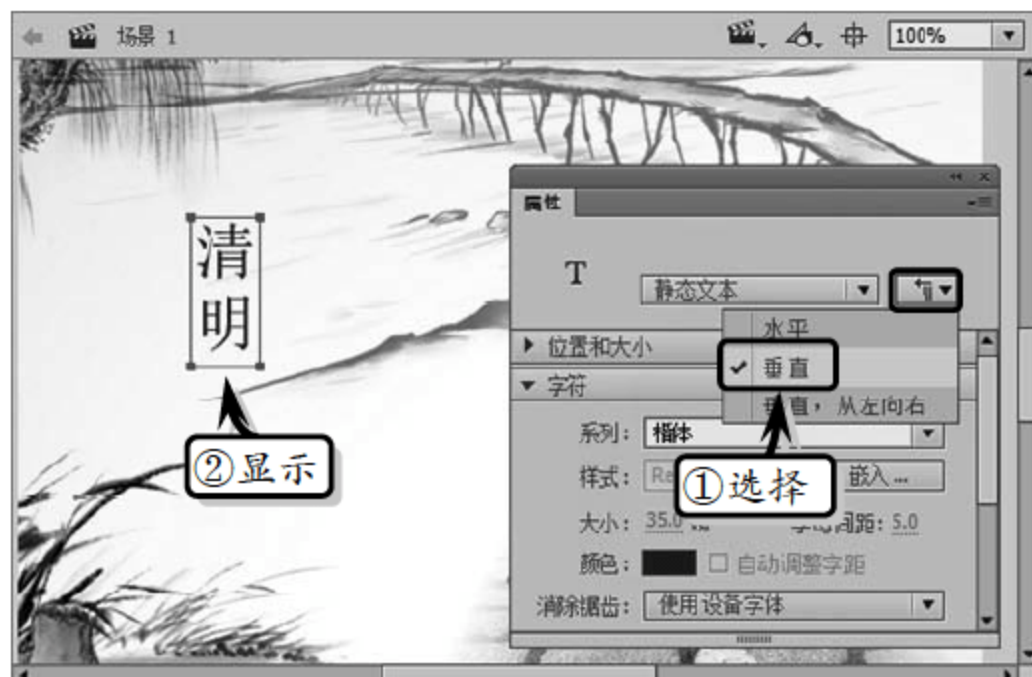 场景 1
100%
属性
清
明
T
静态文本
水平
位置和大小
垂直
字符
垂直，从左向右
系列：
楷体
②显示
样式：
①选择
嵌入...
大小：
35.0
间距：5.0
颜色：
自动调整字距
消除锯齿：
使用设备字体